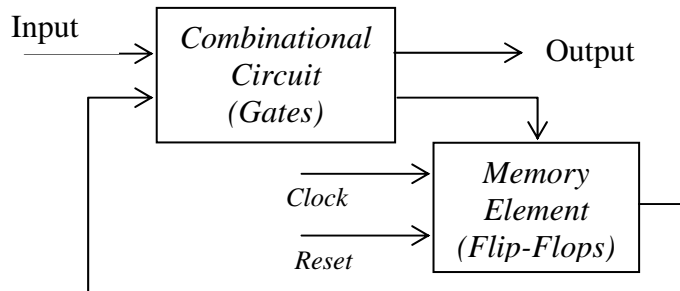 Input
Combinational
Circuit
(Gates)
Output
Clock
Reset
Memory
Element
(Flip-Flops)